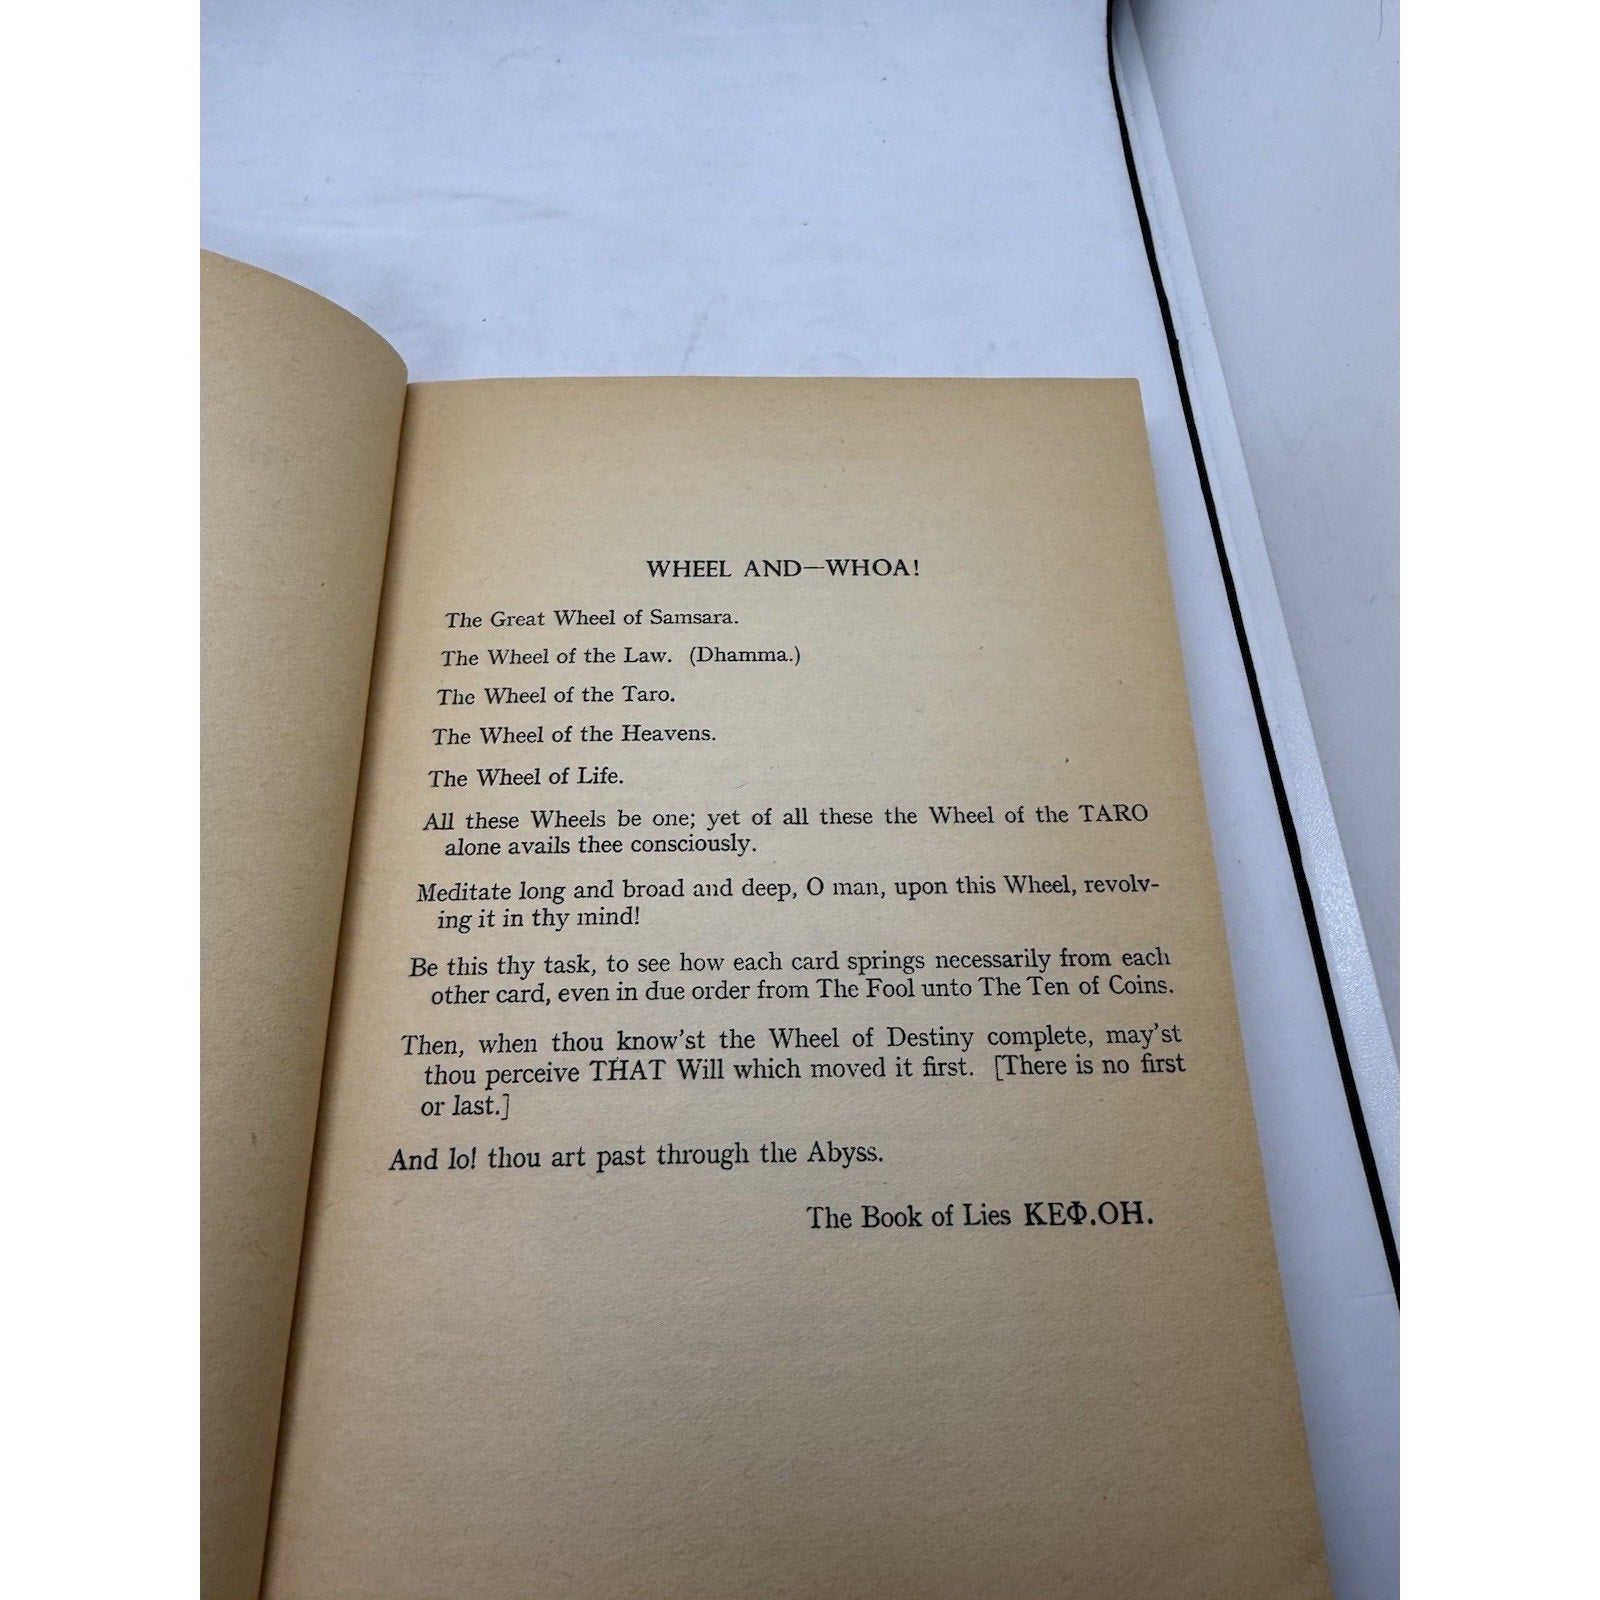 WHEEL AND—WHOA!
The Great Wheel of Samsara.
The Wheel of the Law. (Dhamma.)
The Wheel of the Taro.
The Wheel of the Heavens.
The Wheel of Life.
All these Wheels be one; yet of all these the Wheel of the TARO
alone avails thee consciously.
Meditate long and broad and deep, O man, upon this Wheel, revolv-
ing it in thy mind!
Be this thy task, to see how each card springs necessarily from each
other card, even in due order from The Fool unto The Ten of Coins.
Then, when thou know'st the Wheel of Destiny complete, may'st
thou perceive THAT Will which moved it first. [There is no first
or last.]
And lo! thou art past through the Abyss.
The Book of Lies ΚΕΦ.ΟΗ.